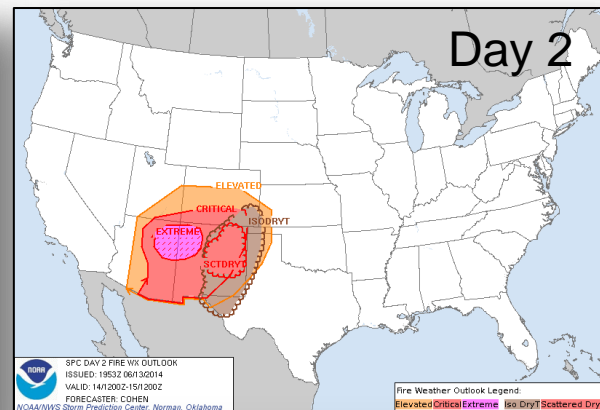 Day 2
ELEVATED
CRITICAL
ISODRYT
EXTREME
SCTDRYT
NOAA
SPC DAY 2 FIRE WX OUTLOOK
ISSUED: 1953Z 06/13/2014
VALID: 14/1200Z-15/1200Z
FORECASTER: COHEN
NOAA/NWS Storm Prediction Center, Norman, Oklahoma
Fire Weather Outlook Legend:
Elevated Critical Extreme Iso DryT Scattered Dry